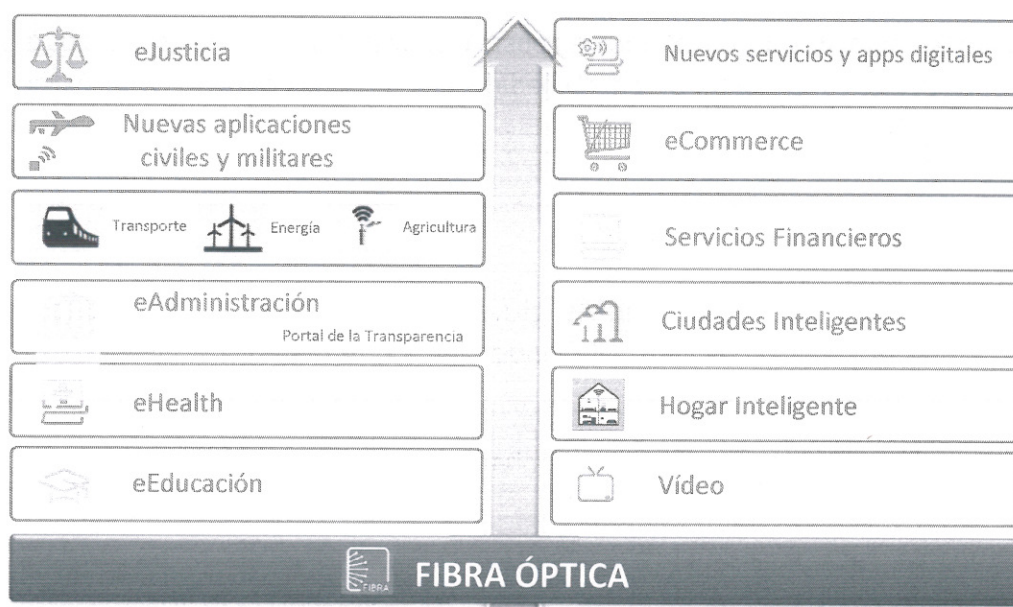 eJusticia
Nuevas aplicaciones
civiles y militares
Transporte Energía Agricultura
eAdministración
Portal de la Transparencia
eHealth
eEducación
Nuevos servicios y apps digitales
eCommerce
Servicios Financieros
Ciudades Inteligentes
Hogar Inteligente
Vídeo
FIBRA
FIBRA ÓPTICA